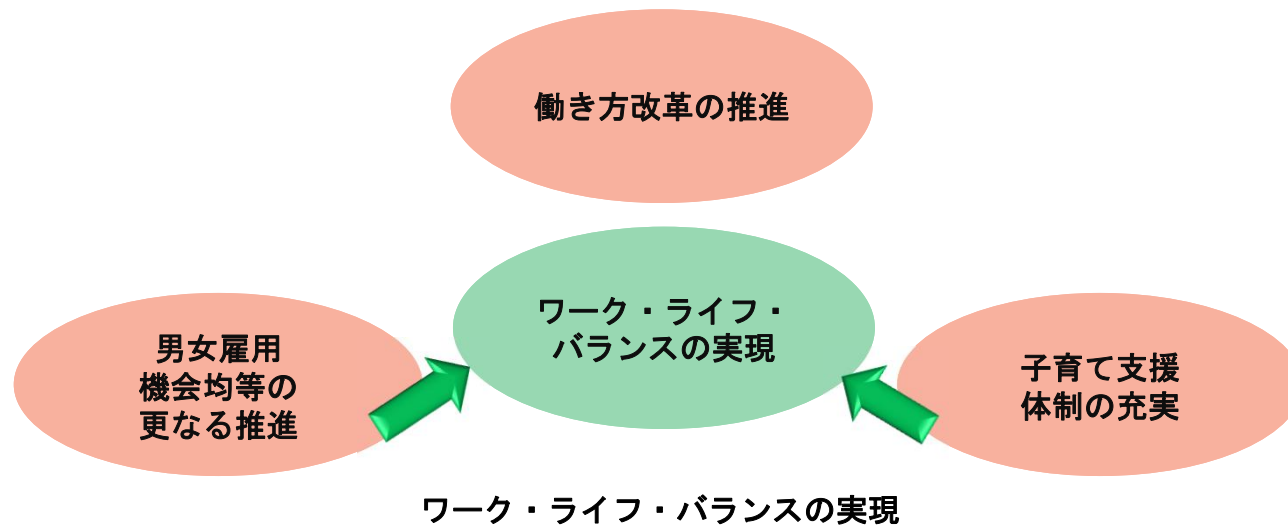 働き方改革の推進
ワーク・ライフ・
バランスの実現
男女雇用
機会均等の
更なる推進
子育て支援
体制の充実
ワーク・ライフ・バランスの実現